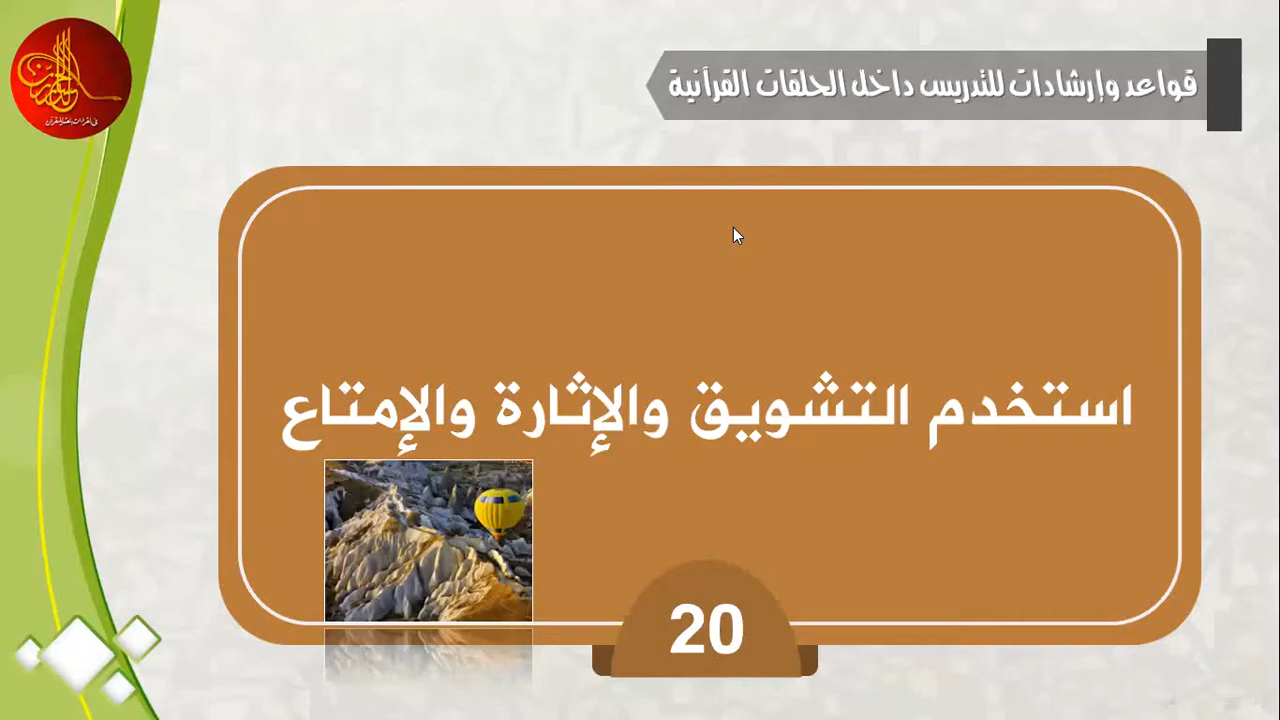 قواعد وإرشادات للتدريس داخل الحلقات القرآنية
استخدم التشويق والإثارة والإمتاع
20